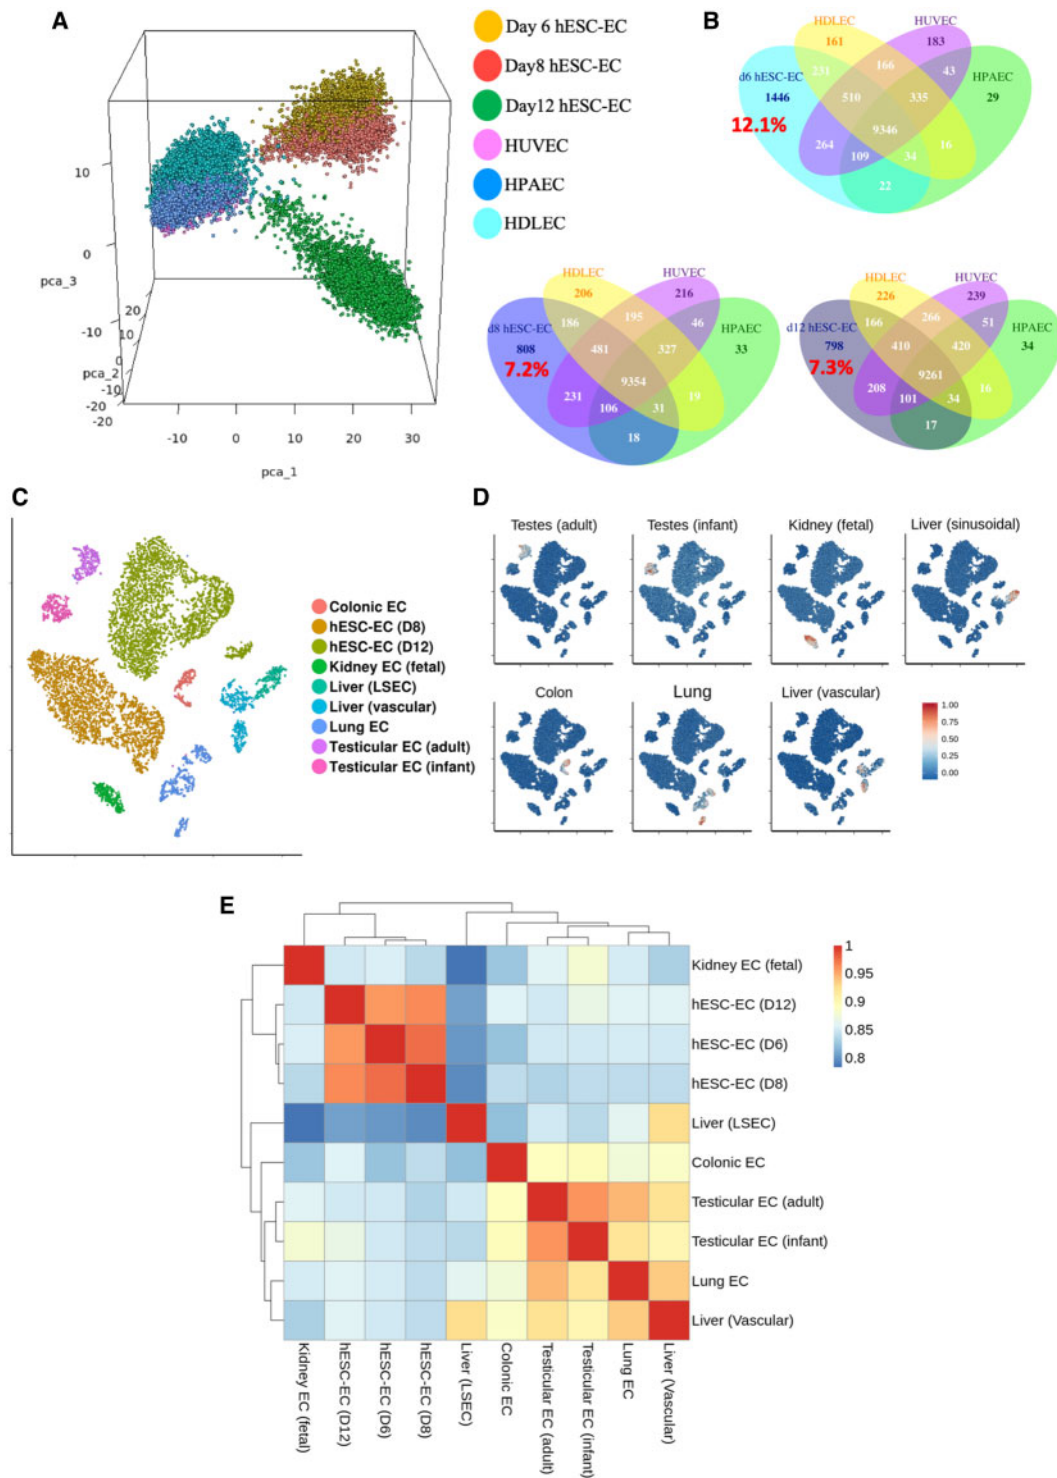 A
Day 6 hESC-EC
Day8 hESC-EC
Day12 hESC-EC
HUVEC
HPAEC
HDLEC
10
0
pca_3
-10
20
10
0
pca_2
-10
-20
-20
-10
0
10
20
30
pca_1
B
HDLEC
HUVEC
161
183
d6 hESC-EC
231
166
43
HPAEC
1446
510
335
29
12.1%
9346
264
109
34
16
22
HDLEC
HUVEC
206
216
d8 hESC-EC
186
195
46
HPAEC
808
481
327
33
7.2%
9354
231
106
31
19
18
HDLEC
HUVEC
226
239
d12 hESC-EC
166
266
51
HPAEC
798
410
420
34
7.3%
9261
208
101
34
16
17
C
Colonic EC
hESC-EC (D8)
hESC-EC (D12)
Kidney EC (fetal)
Liver (LSEC)
Liver (vascular)
Lung EC
Testicular EC (adult)
Testicular EC (infant)
D
Testes (adult)
Testes (infant)
Kidney (fetal)
Liver (sinusoidal)
Colon
Lung
Liver (vascular)
1.00
0.75
0.50
0.25
0.00
E
1
0.95
0.9
0.85
0.8
Kidney EC (fetal)
hESC-EC (D12)
hESC-EC (D6)
hESC-EC (D8)
Liver (LSEC)
Colonic EC
Testicular EC (adult)
Testicular EC (infant)
Lung EC
Liver (Vascular)
Kidney EC (fetal)
hESC-EC (D12)
hESC-EC (D6)
hESC-EC (D8)
Liver (LSEC)
Colonic EC
Testicular EC (adult)
Testicular EC (infant)
Lung EC
Liver (Vascular)